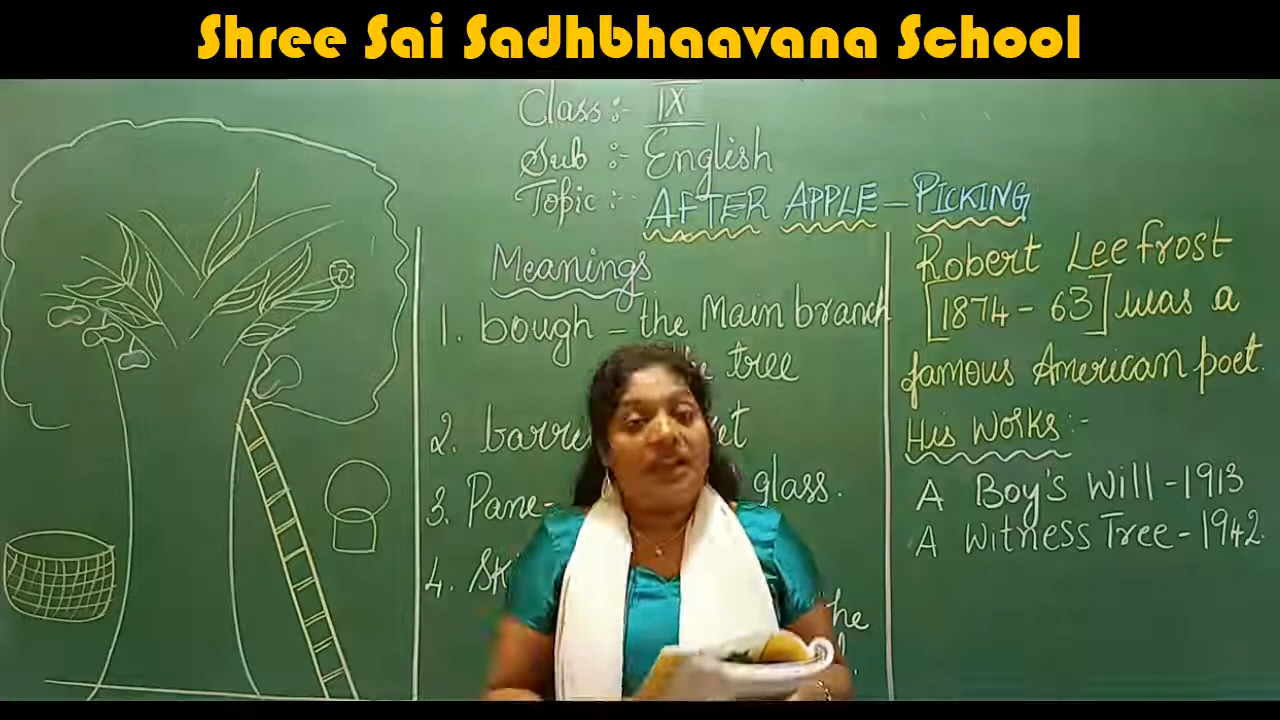 Shree Sai Sadhbhaavana School
Class :- IX
Sub :- English
Topic :- AFTER APPLE - PICKING
Meanings
1. bough - the Main branch
tree
2.
3. Pane- glass.
4.
Robert Lee frost
[1874 - 63] was a
famous American poet.
His Works :-
A Boy's Will - 1913
A Witness Tree - 1942.